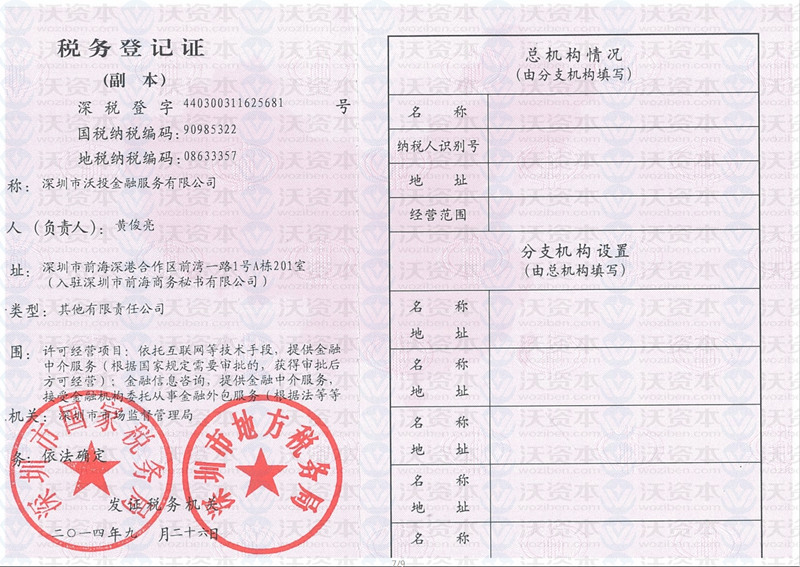 税务登记证
(副 本)
深税登字 440300311625681 号
国税纳税编码: 90985322
地税纳税编码: 08633357
称: 深圳市沃投金融服务有限公司
人(负责人): 黄俊亮
址: 深圳市前海深港合作区前湾一路1号A栋201室
(入驻深圳市前海商务秘书有限公司)
类型: 其他有限责任公司
围: 许可经营项目: 依托互联网等技术手段, 提供金融
中介服务(根据国家规定需要审批的, 获得审批后
方可经营); 金融信息咨询, 提供金融中介服务,
接受金融机构委托从事金融外包服务(根据法等等
机关: 深圳市市场监督管理局
务: 依法确定
深圳市国家税务局
深圳市地方税务局
发证税务机关
二〇一四年九 月二十六日
总机构情况
(由分支机构填写)
名 称
纳税人识别号
地 址
经营范围
分支机构设置
(由总机构填写)
名 称
地 址
名 称
地 址
名 称
地 址
名 称
地 址
名 称
7/9
沃资本
wozibem.com